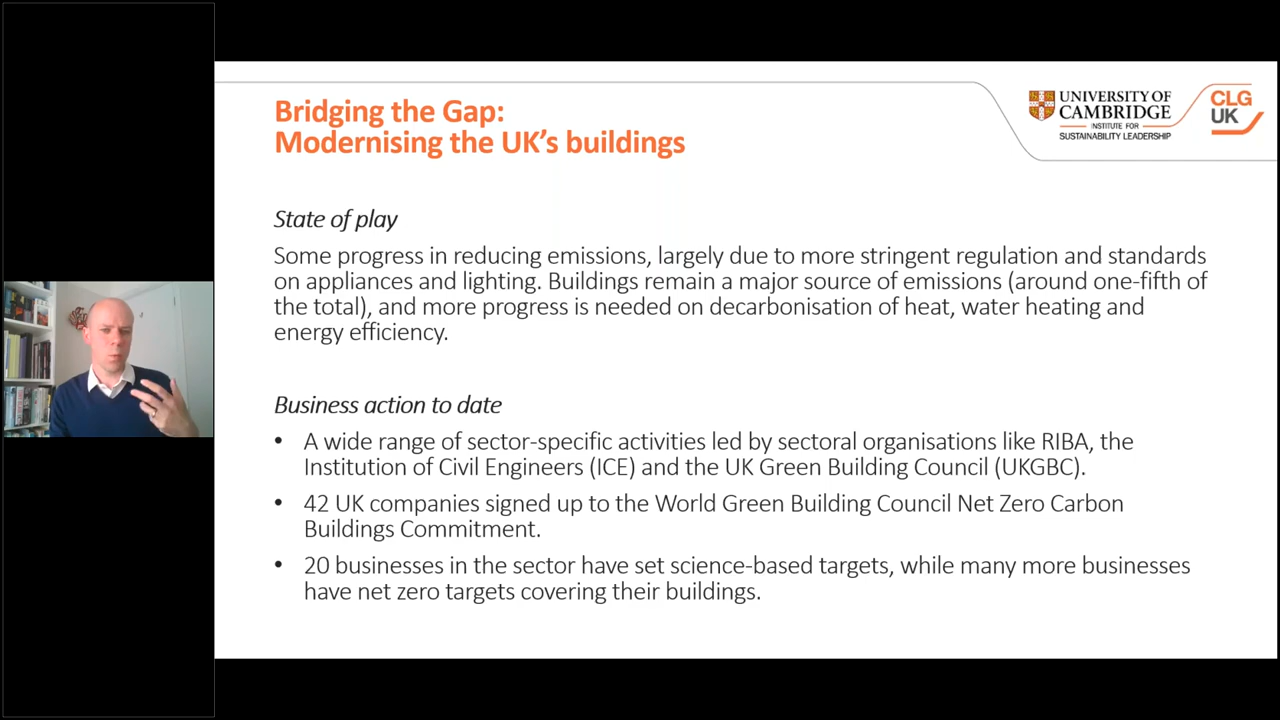 Bridging the Gap:
Modernising the UK's buildings
UNIVERSITY OF
CAMBRIDGE
INSTITUTE FOR
SUSTAINABILITY LEADERSHIP
CLG
UK
State of play
Some progress in reducing emissions, largely due to more stringent regulation and standards
on appliances and lighting. Buildings remain a major source of emissions (around one-fifth of
the total), and more progress is needed on decarbonisation of heat, water heating and
energy efficiency.
Business action to date
• A wide range of sector-specific activities led by sectoral organisations like RIBA, the
Institution of Civil Engineers (ICE) and the UK Green Building Council (UKGBC).
• 42 UK companies signed up to the World Green Building Council Net Zero Carbon
Buildings Commitment.
• 20 businesses in the sector have set science-based targets, while many more businesses
have net zero targets covering their buildings.